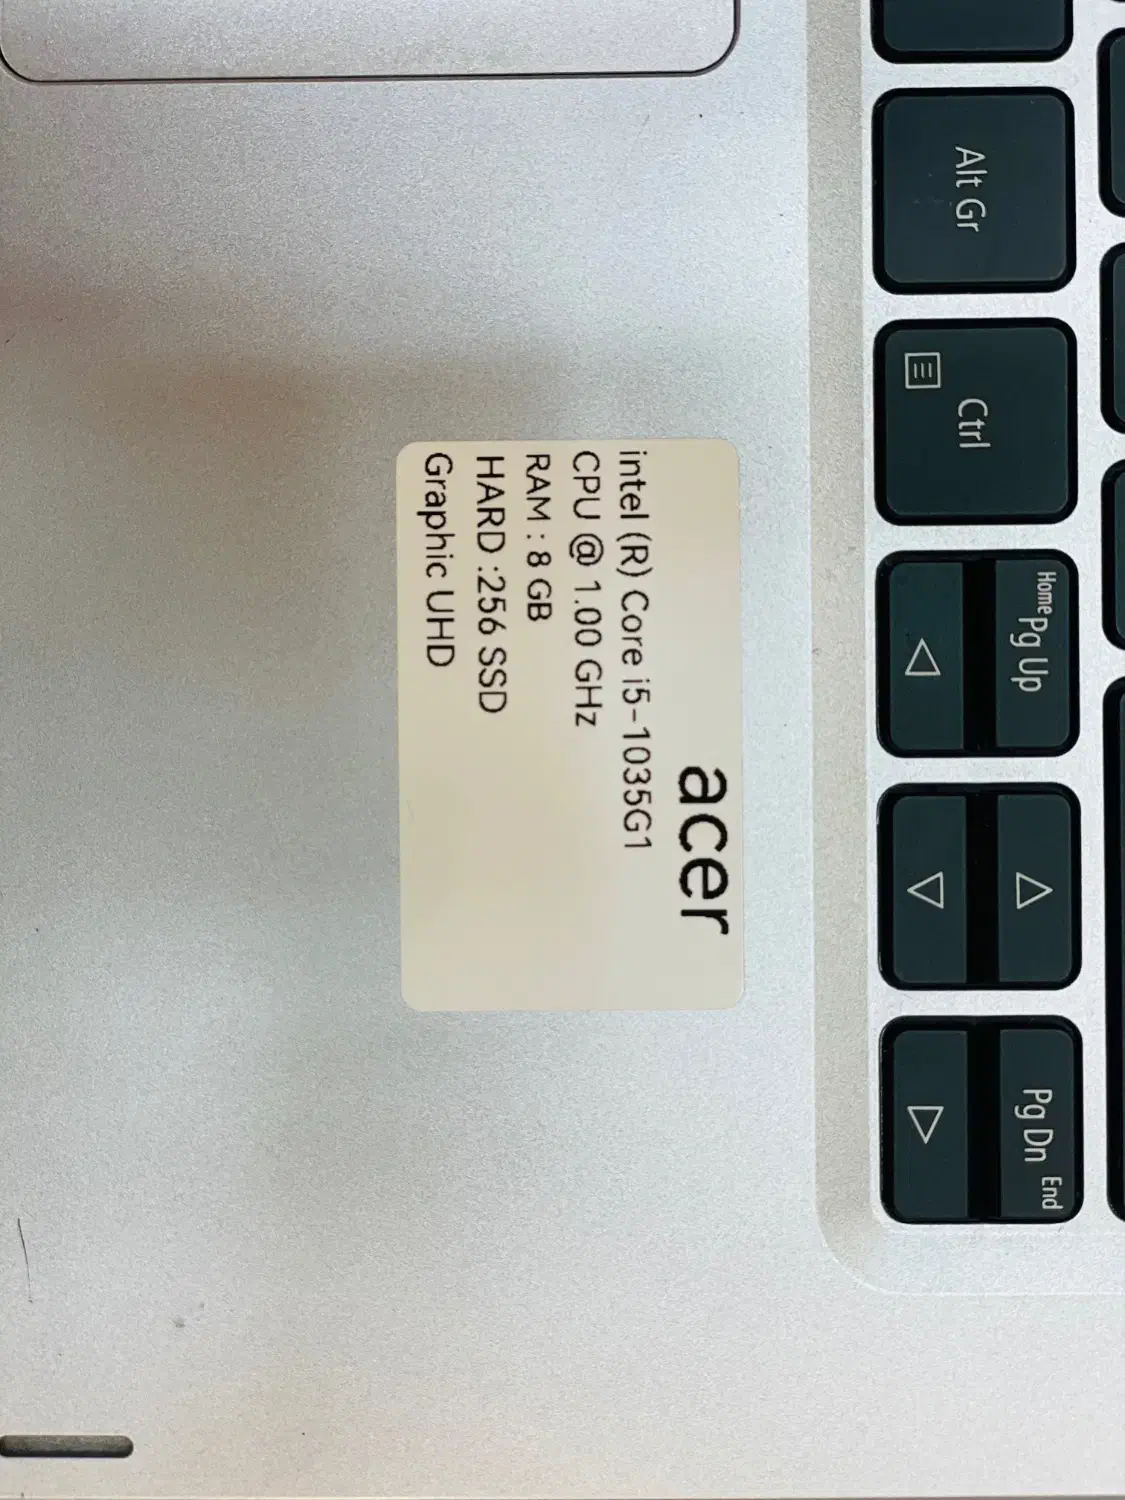 acer
intel (R) Core i5-1035G1
CPU @ 1.00 GHz
RAM : 8 GB
HARD :256 SSD
Graphic UHD
Alt Gr
Ctrl
Home Pg Up
Pg Dn End